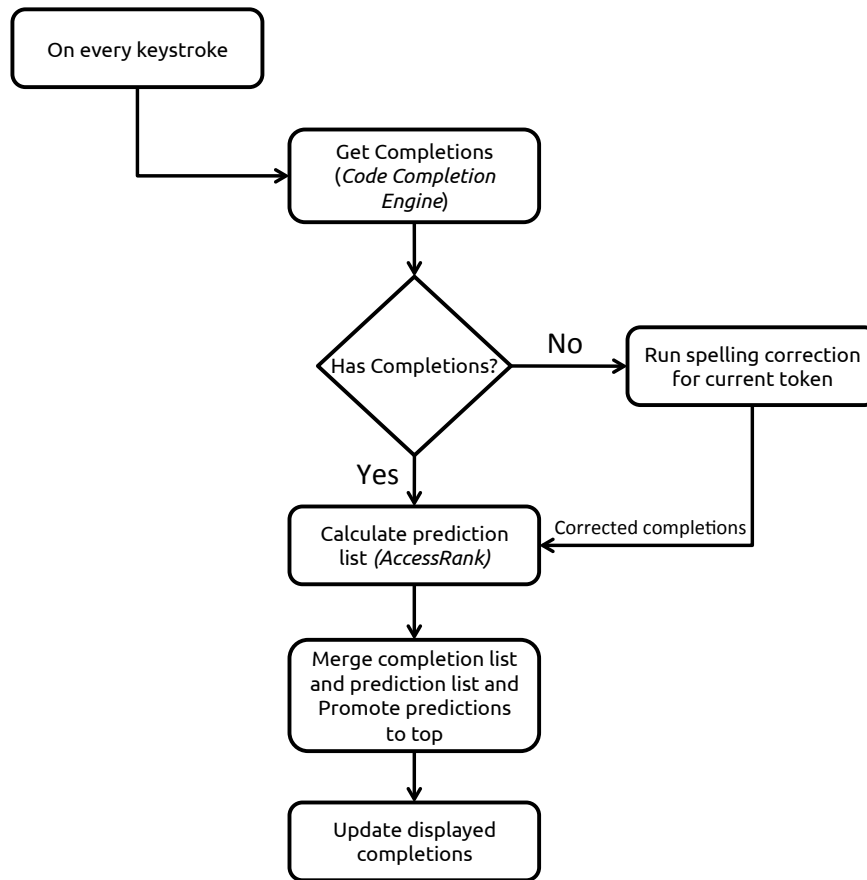 On every keystroke
Get Completions
(Code Completion
Engine)
Has Completions?
No
Run spelling correction
for current token
Yes
Calculate prediction
list (AccessRank)
Corrected completions
Merge completion list
and prediction list and
Promote predictions
to top
Update displayed
completions